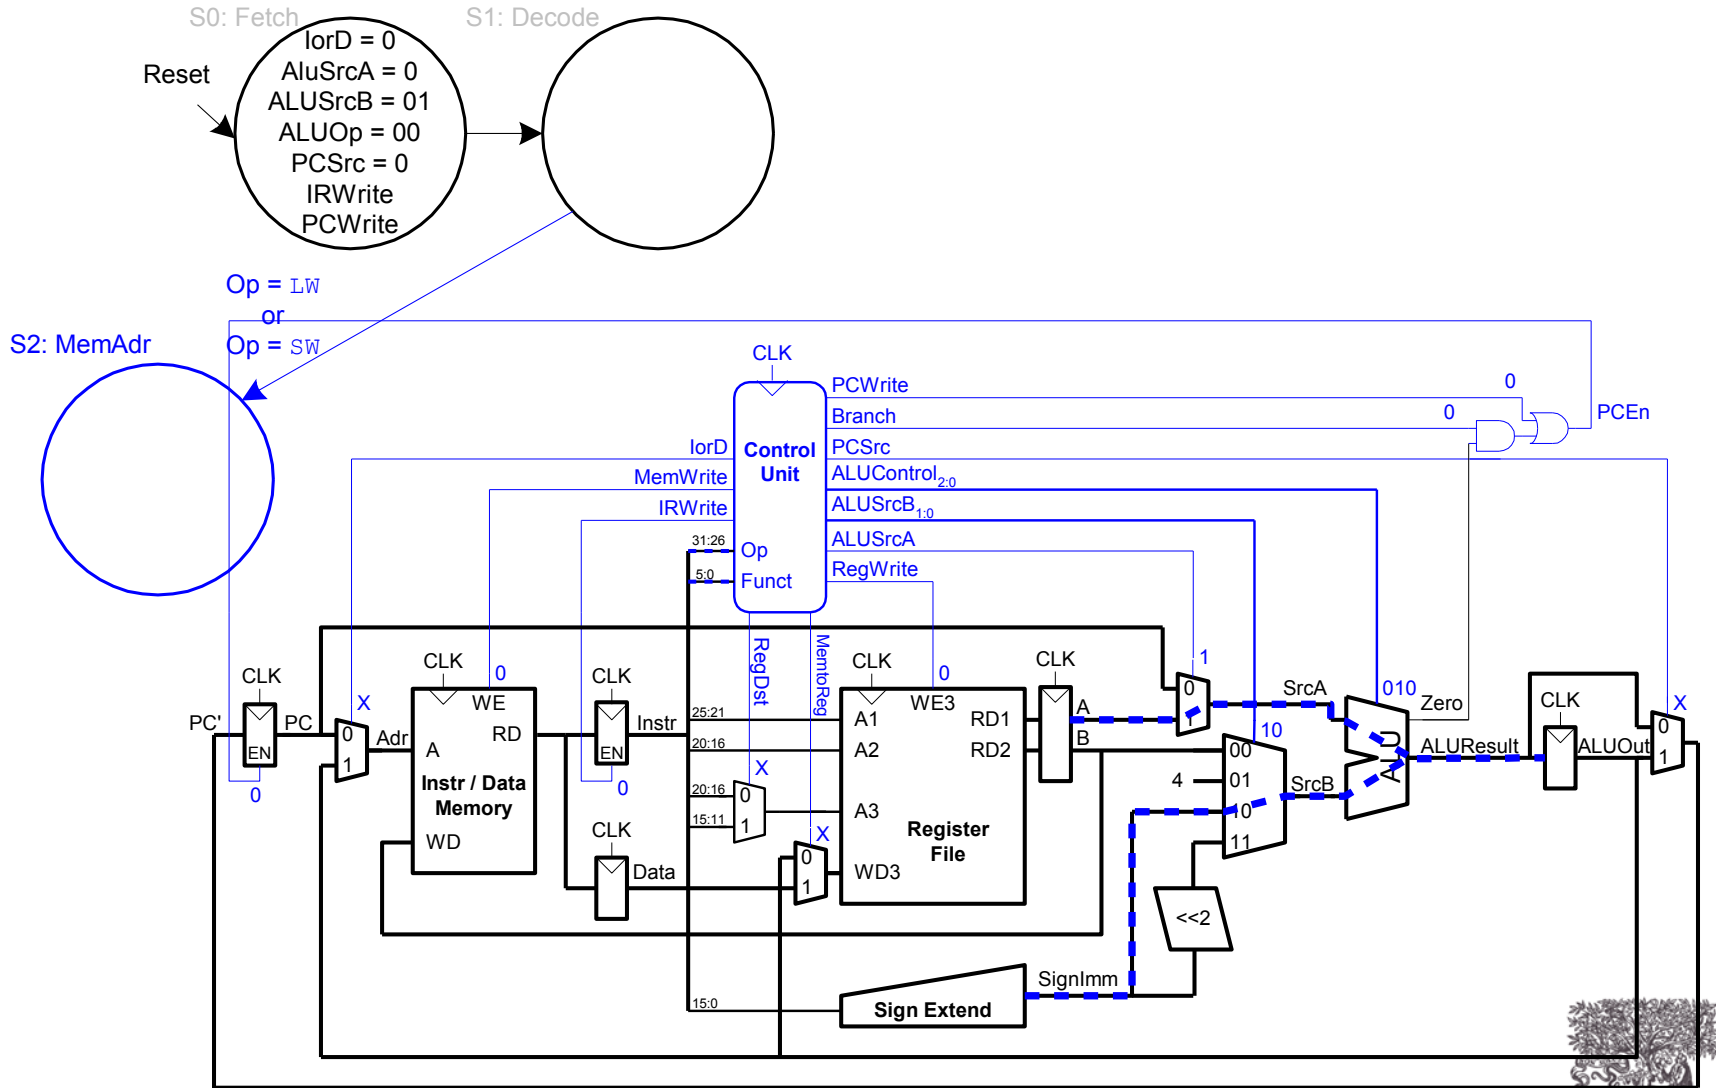 S0: Fetch
S1: Decode
Reset
IorD = 0
AluSrcA = 0
ALUSrcB = 01
ALUOp = 00
PCSrc = 0
IRWrite
PCWrite
Op = LW
or
Op = SW
S2: MemAdr
CLK
PCWrite
0
Branch
0
PCEn
IorD
Control
Unit
PCSrc
MemWrite
ALUControl2:0
IRWrite
ALUSrcB1:0
31:26
Op
ALUSrcA
5:0
Funct
RegWrite
RegDst
MemtoReg
PC'
CLK
EN
0
PC
X
0
1
Adr
CLK
0
WE
A
RD
Instr / Data
Memory
WD
CLK
EN
0
Instr
CLK
Data
25:21
20:16
20:16
15:11
15:0
X
0
1
X
0
1
CLK
0
WE3
A1
RD1
A2
RD2
A3
Register
File
WD3
CLK
A
B
1
0
1
SrcA
10
00
4
01
10
11
SrcB
<<2
SignImm
Sign Extend
010
ALU
Zero
ALUResult
CLK
ALUOut
X
0
1